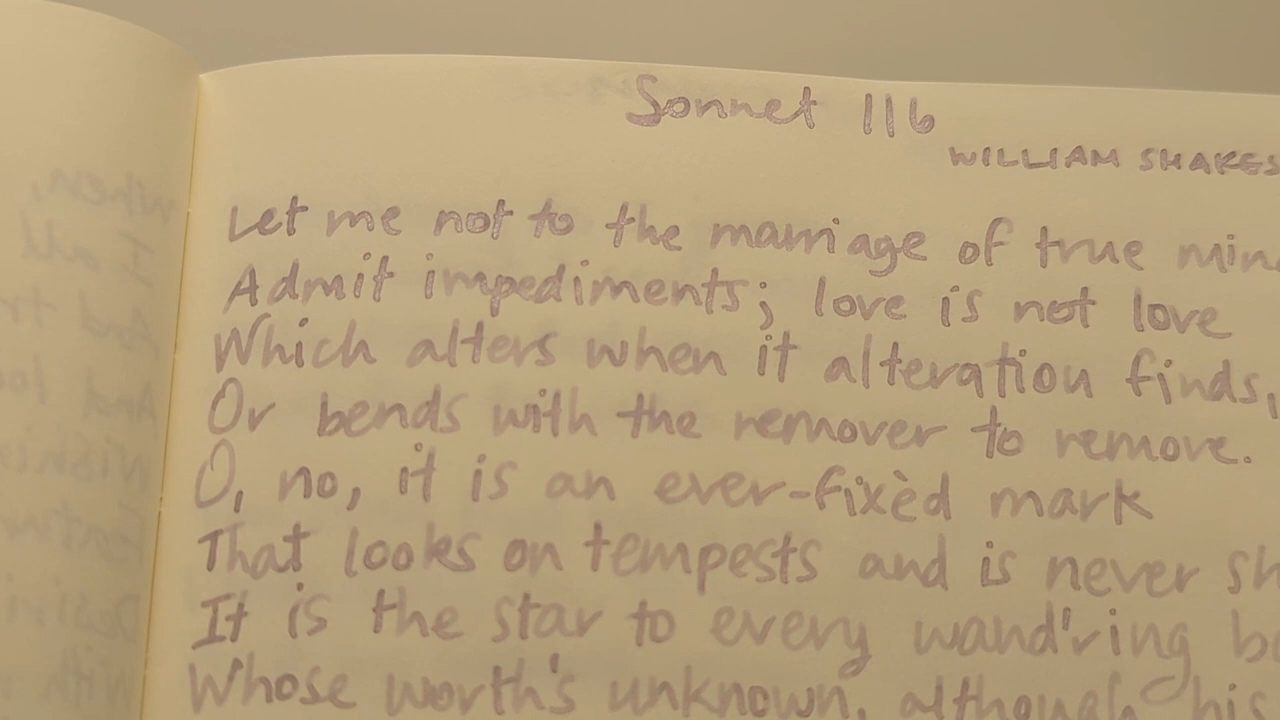 Sonnet 116
WILLIAM SHAKES
Let me not to the marriage of true min
Admit impediments; love is not love
Which alters when it alteration finds,
Or bends with the remover to remove.
O, no, it is an ever-fixèd mark
That looks on tempests and is never sh
It is the star to every wand'ring b
Whose worth's unknown, although his